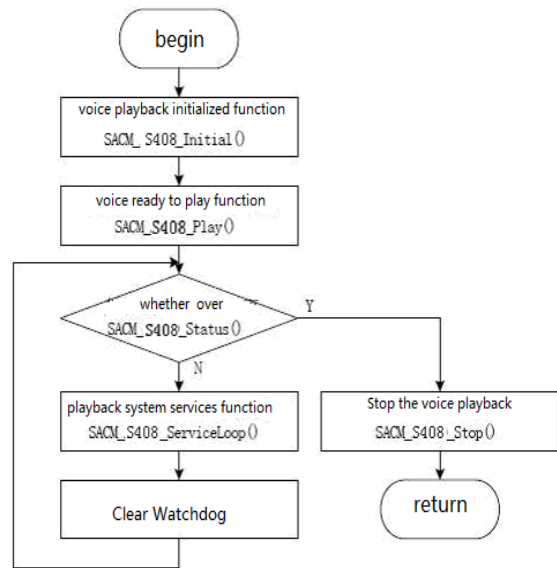 begin
voice playback initialized function
SACM_ S408_Initial()
voice ready to play function
SACM_S408_Play()
whether over
SACM_S408_Status()
Y
N
playback system services function
SACM_S408_ServiceLoop()
Stop the voice playback
SACM_S408_Stop()
Clear Watchdog
return